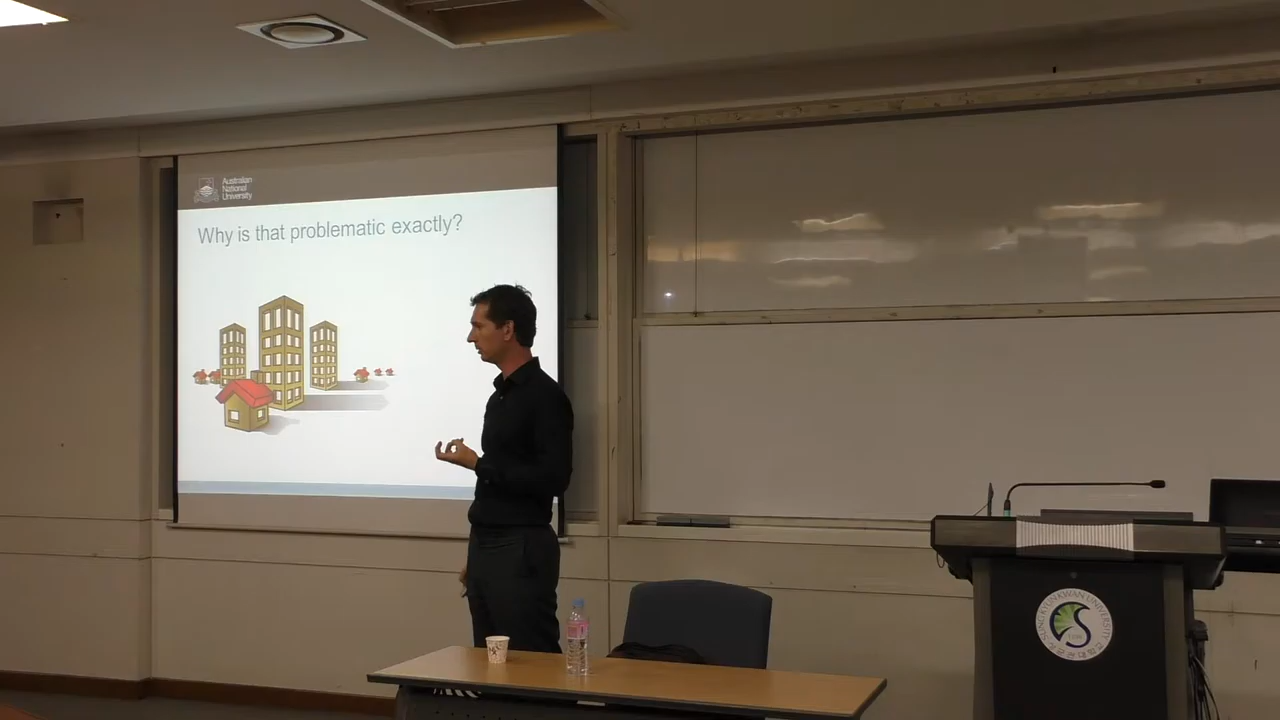 Australian
National
University
Why is that problematic exactly?
SUNGKYUNKWAN UNIVERSITY